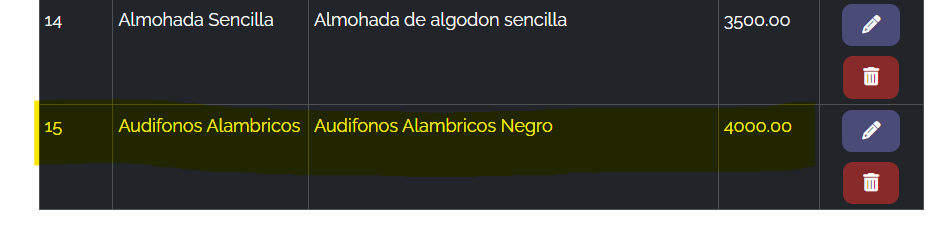 14 Almohada Sencilla Almohada de algodon sencilla 3500.00
15 Audifonos Alambricos Audifonos Alambricos Negro 4000.00